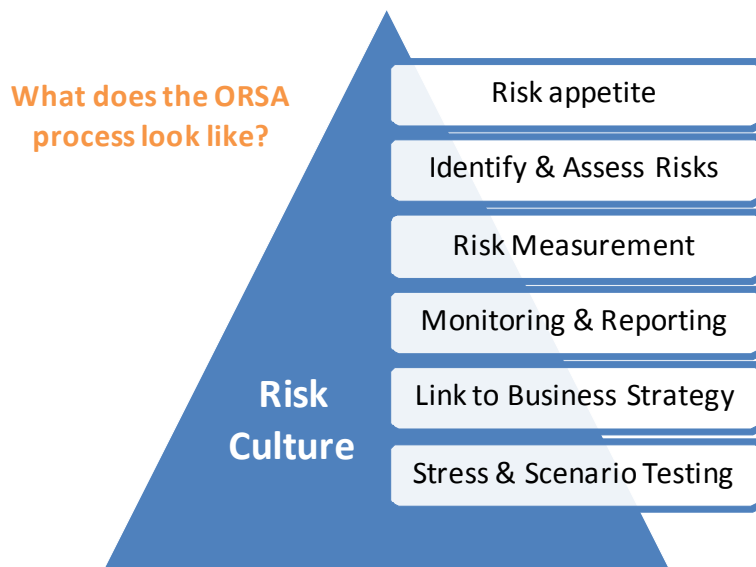 What does the ORSA
process look like?
Risk appetite
Identify & Assess Risks
Risk Measurement
Monitoring & Reporting
Link to Business Strategy
Stress & Scenario Testing
Risk
Culture